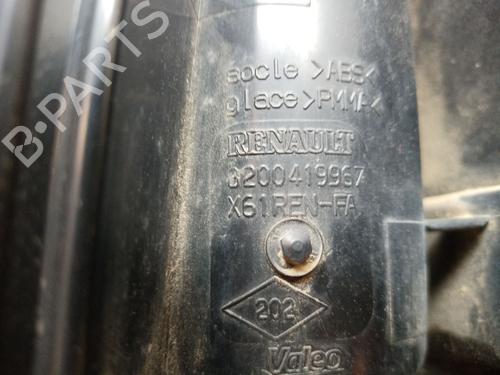 B-PARTS
socle >ABS<
glace >PMMA<
RENAULT
8200419967
X61REN-FA
202
Valeo